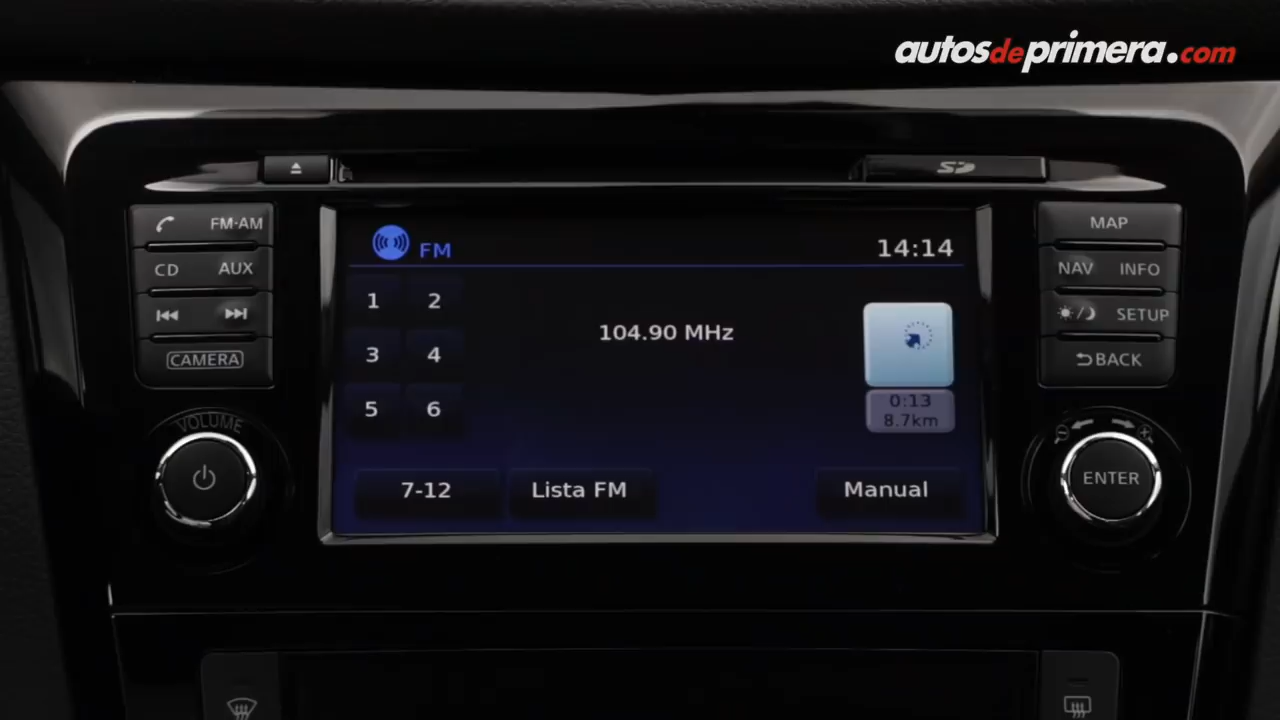 autosdeprimera.com
SD
FM·AM
CD AUX
CAMERA
VOLUME
FM
14:14
1 2
3 4
5 6
104.90 MHz
0:13
8.7km
7-12 Lista FM Manual
MAP
NAV INFO
SETUP
BACK
ENTER